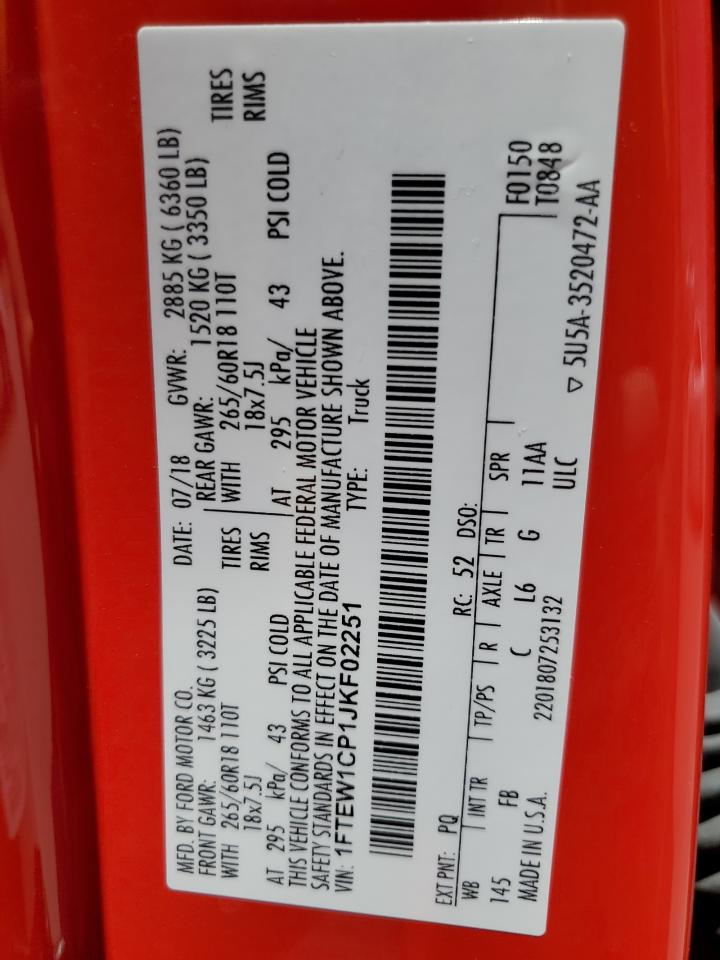 MFD. BY FORD MOTOR CO.
DATE: 07/18 GVWR: 2885 KG ( 6360 LB)
FRONT GAWR: 1463 KG ( 3225 LB)
REAR GAWR: 1520 KG ( 3350 LB)
WITH 265/60R18 110T TIRES
WITH 265/60R18 110T TIRES
18x7.5J RIMS
18x7.5J RIMS
AT 295 kPa/ 43 PSI COLD
AT 295 kPa/ 43 PSI COLD
THIS VEHICLE CONFORMS TO ALL APPLICABLE FEDERAL MOTOR VEHICLE
SAFETY STANDARDS IN EFFECT ON THE DATE OF MANUFACTURE SHOWN ABOVE.
VIN: 1FTEW1CP1JKF02251 TYPE: Truck
EXT PNT: PQ RC: 52 DSO:
WB INT TR TP/PS R AXLE TR SPR F0150
145 FB C L6 G 11AA T0848
MADE IN U.S.A. 2201807253132 ULC ▽ 5U5A-3520472-AA